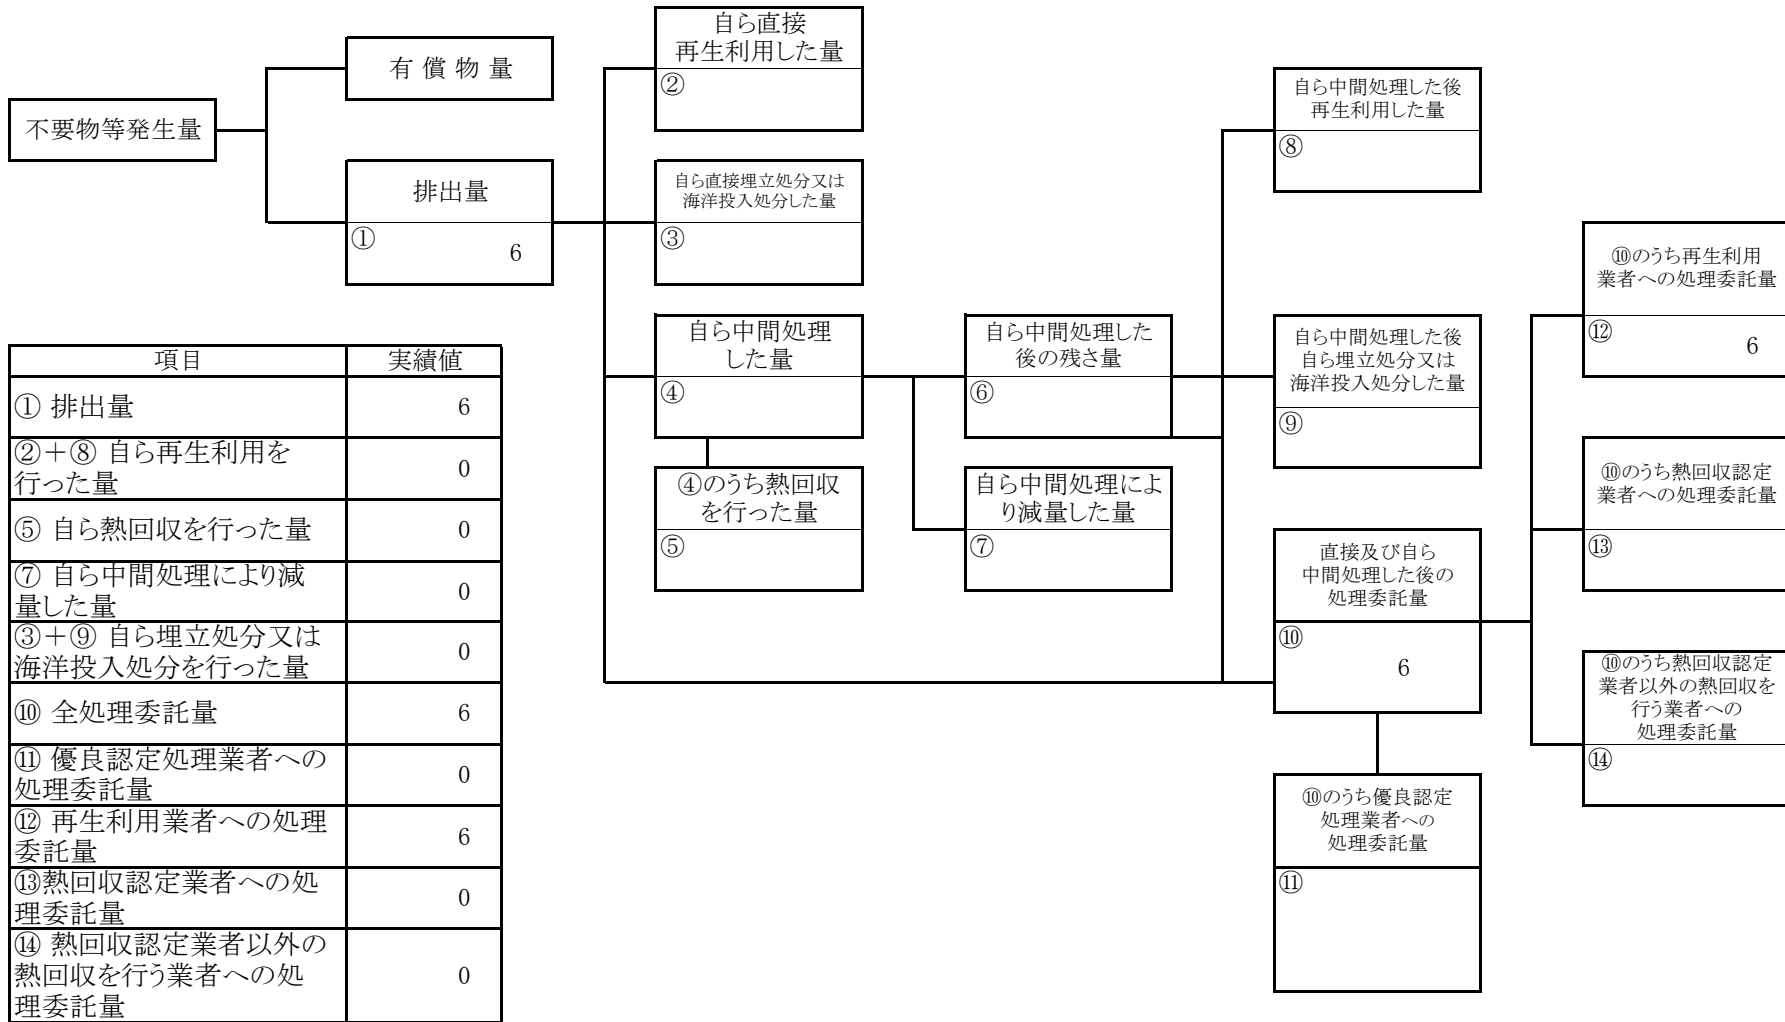 不要物等発生量
有 償 物 量
排出量
①
6
自ら直接
再生利用した量
②
自ら直接埋立処分又は
海洋投入処分した量
③
自ら中間処理
した量
④
④のうち熱回収
を行った量
⑤
自ら中間処理した
後の残さ量
⑥
自ら中間処理によ
り減量した量
⑦
自ら中間処理した後
再生利用した量
⑧
自ら中間処理した後
自ら埋立処分又は
海洋投入処分した量
⑨
直接及び自ら
中間処理した後の
処理委託量
⑩
6
⑩のうち優良認定
処理業者への
処理委託量
⑪
⑩のうち再生利用
業者への処理委託量
⑫
6
⑩のうち熱回収認定
業者への処理委託量
⑬
⑩のうち熱回収認定
業者以外の熱回収を
行う業者への
処理委託量
⑭
項目 実績値
① 排出量 6
②＋⑧ 自ら再生利用を
行った量 0
⑤ 自ら熱回収を行った量 0
⑦ 自ら中間処理により減
量した量 0
③＋⑨ 自ら埋立処分又は
海洋投入処分を行った量 0
⑩ 全処理委託量 6
⑪ 優良認定処理業者への
処理委託量 0
⑫ 再生利用業者への処理
委託量 6
⑬熱回収認定業者への処
理委託量 0
⑭ 熱回収認定業者以外の
熱回収を行う業者への処
理委託量 0